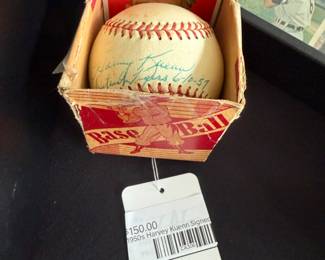 Harvey Kuenn
Detroit Tigers 6-10-57
Base Ball
$150.00
1950s Harvey Kuenn Signed